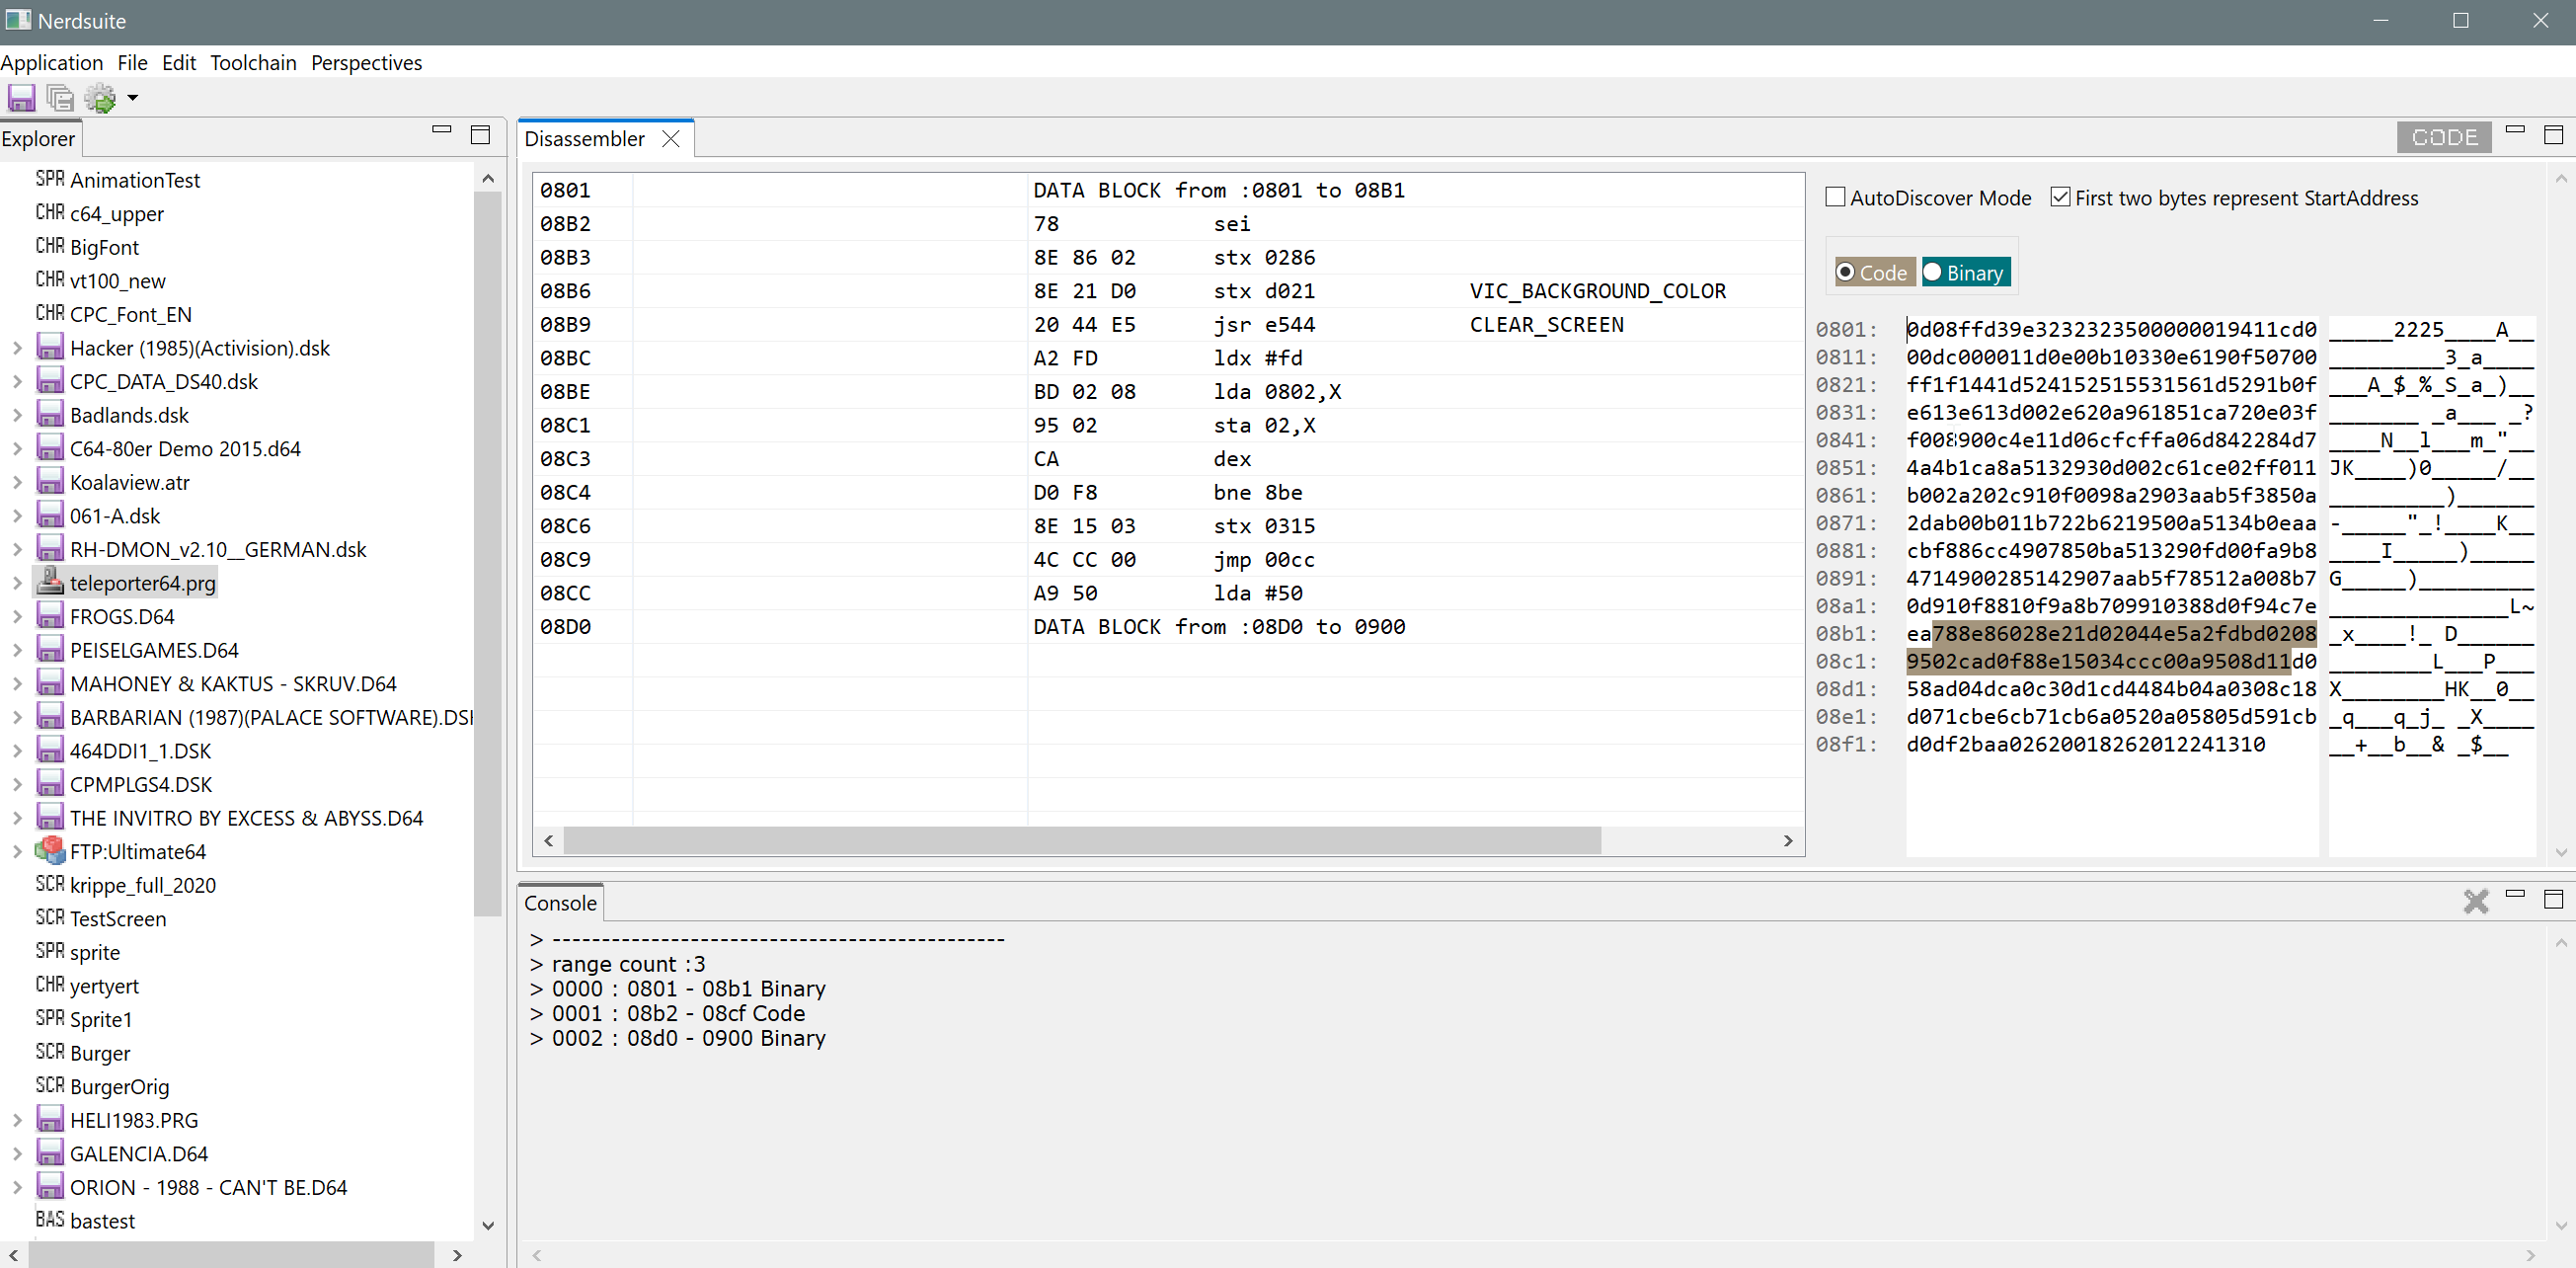 Nerdsuite
Application File Edit Toolchain Perspectives
Explorer
SPR AnimationTest
CHR c64_upper
CHR BigFont
CHR vt100_new
CHR CPC_Font_EN
Hacker (1985)(Activision).dsk
CPC_DATA_DS40.dsk
Badlands.dsk
C64-80er Demo 2015.d64
Koalaview.atr
061-A.dsk
RH-DMON_v2.10__GERMAN.dsk
teleporter64.prg
FROGS.D64
PEISELGAMES.D64
MAHONEY & KAKTUS - SKRUV.D64
BARBARIAN (1987)(PALACE SOFTWARE).DSK
464DDI1_1.DSK
CPMPLGS4.DSK
THE INVITRO BY EXCESS & ABYSS.D64
FTP:Ultimate64
SCR krippe_full_2020
SCR TestScreen
SPR sprite
CHR yertyert
SPR Sprite1
SCR Burger
SCR BurgerOrig
HELI1983.PRG
GALENCIA.D64
ORION - 1988 - CAN'T BE.D64
BAS bastest
Disassembler
CODE
0801 DATA BLOCK from :0801 to 08B1
08B2 78 sei
08B3 8E 86 02 stx 0286
08B6 8E 21 D0 stx d021 VIC_BACKGROUND_COLOR
08B9 20 44 E5 jsr e544 CLEAR_SCREEN
08BC A2 FD ldx #fd
08BE BD 02 08 lda 0802,X
08C1 95 02 sta 02,X
08C3 CA dex
08C4 D0 F8 bne 8be
08C6 8E 15 03 stx 0315
08C9 4C CC 00 jmp 00cc
08CC A9 50 lda #50
08D0 DATA BLOCK from :08D0 to 0900
AutoDiscover Mode First two bytes represent StartAddress
Code Binary
0801: 0d08ffd39e3232323500000019411cd0 _____2225____A__
0811: 00dc000011d0e00b10330e6190f50700 _________3_a____
0821: ff1f1441d524152515531561d5291b0f ___A_$_%_S_a_)__
0831: e613e613d002e620a961851ca720e03f _______ _a___ _?
0841: f008900c4e11d06cfcffa06d842284d7 ____N__l___m_"__
0851: 4a4b1ca8a5132930d002c61ce02ff011 JK____)0_____/__
0861: b002a202c910f0098a2903aab5f3850a _________)______
0871: 2dab00b011b722b6219500a5134b0eaa -_____"_!____K__
0881: cbf886cc4907850ba513290fd00fa9b8 ____I_____)_____
0891: 4714900285142907aab5f78512a008b7 G_____)_________
08a1: 0d910f8810f9a8b709910388d0f94c7e ______________L~
08b1: ea788e86028e21d02044e5a2fdbd0208 _x____!_ D______
08c1: 9502cad0f88e15034ccc00a9508d11d0 ________L___P___
08d1: 58ad04dca0c30d1cd4484b04a0308c18 X________HK__0__
08e1: d071cbe6cb71cb6a0520a05805d591cb _q___q_j_ _X____
08f1: d0df2baa02620018262012241310 __+__b__& _$__
Console
> ----------------------------------------------
> range count :3
> 0000 : 0801 - 08b1 Binary
> 0001 : 08b2 - 08cf Code
> 0002 : 08d0 - 0900 Binary